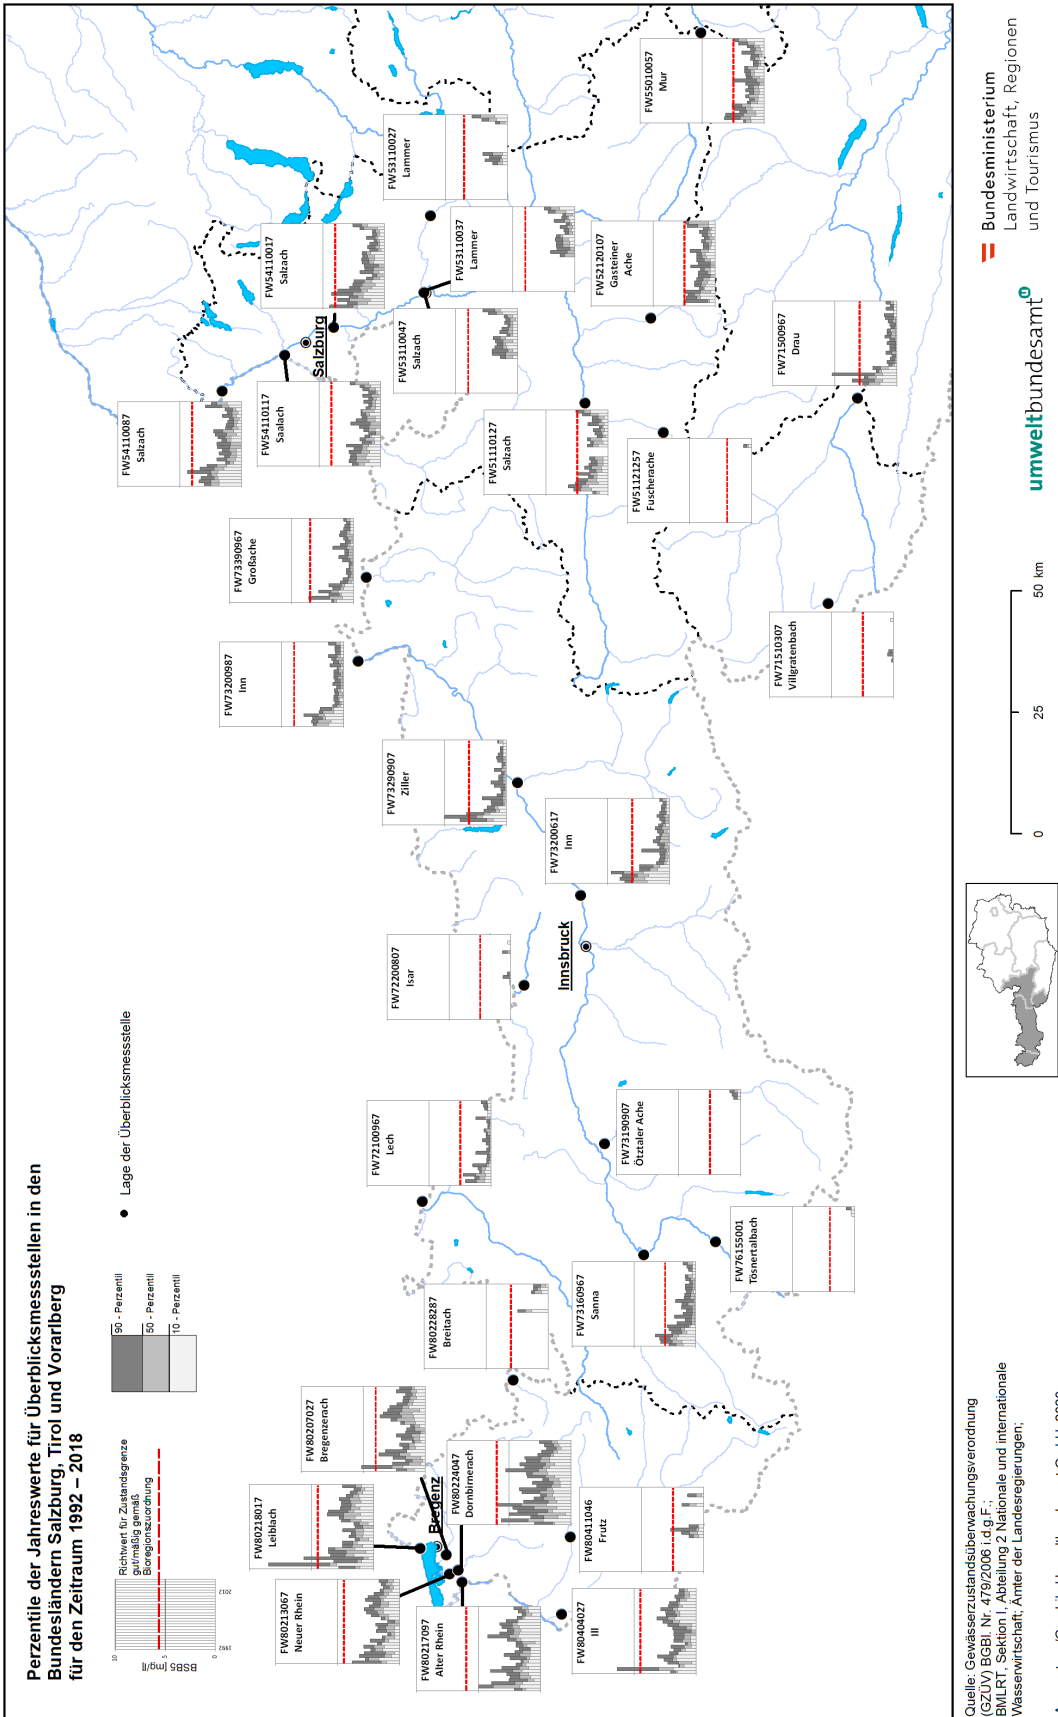 Perzentile der Jahreswerte für Überblicksmessstellen in den
Bundesländern Salzburg, Tirol und Vorarlberg
für den Zeitraum 1992 – 2018
Richtwert für Zustandsgrenze
gut/mäßig gemäß
Bioregionszuordnung
BSB5 [mg/l]
10
5
0
1992
2012
90 - Perzentil
50 - Perzentil
10 - Perzentil
Lage der Überblicksmessstelle
FW80218017
Leiblach
FW80207027
Bregenzerach
FW80213067
Neuer Rhein
Bregenz
FW80224047
Dornbirnerach
FW80217097
Alter Rhein
FW80404027
Ill
FW80411046
Frutz
FW80228287
Breitach
FW72100967
Lech
FW73160967
Sanna
FW76155001
Tösnertalbach
FW73190907
Ötztaler Ache
FW72200807
Isar
Innsbruck
FW73200617
Inn
FW73290907
Ziller
FW73200987
Inn
FW73390967
Großache
FW71510307
Villgratenbach
FW54110087
Salzach
FW54110117
Saalach
Salzburg
FW54110017
Salzach
FW53110047
Salzach
FW53110037
Lammer
FW53110027
Lammer
FW51110127
Salzach
FW51121257
Fuscherache
FW52120107
Gasteiner
Ache
FW71500967
Drau
FW55010057
Mur
Quelle: Gewässerzustandsüberwachungsverordnung
(GZÜV) BGBl. Nr. 479/2006 i.d.g.F.;
BMLRT, Sektion I, Abteilung 2 Nationale und internationale
Wasserwirtschaft; Ämter der Landesregierungen;
0
25
50 km
umweltbundesamt
Bundesministerium
Landwirtschaft, Regionen
und Tourismus